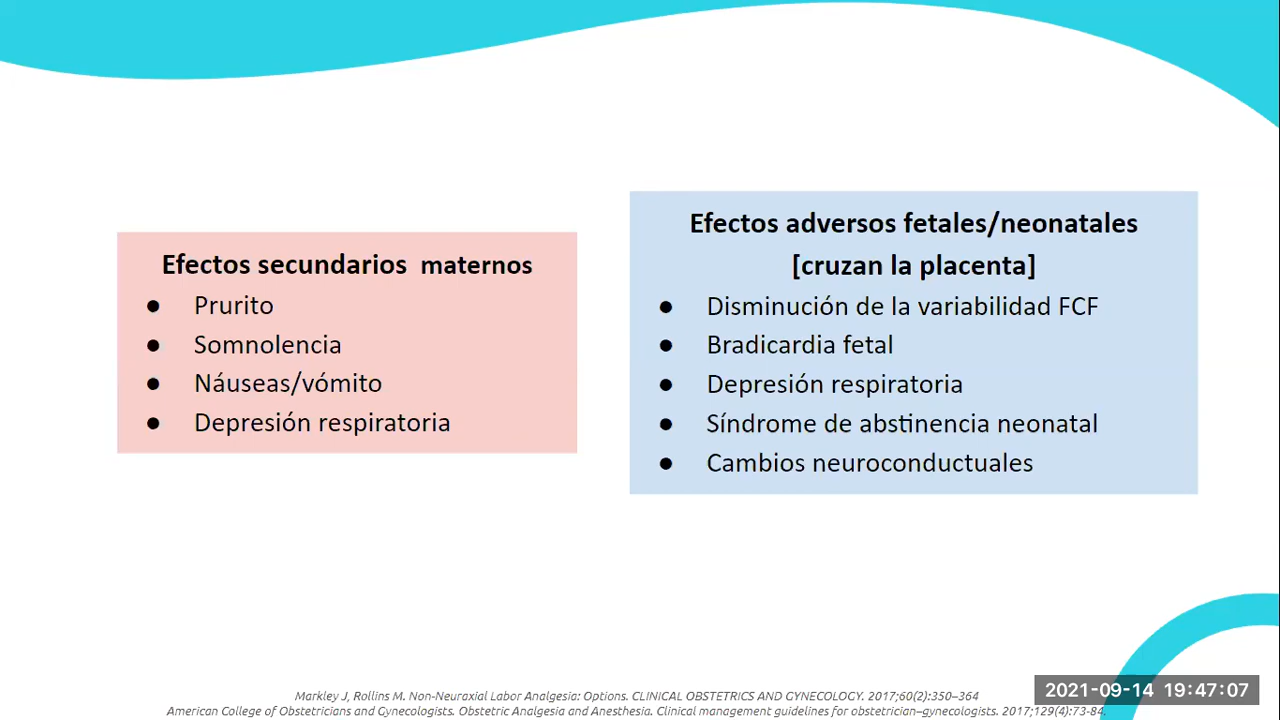 Efectos secundarios maternos
● Prurito
● Somnolencia
● Náuseas/vómito
● Depresión respiratoria
Efectos adversos fetales/neonatales
[cruzan la placenta]
● Disminución de la variabilidad FCF
● Bradicardia fetal
● Depresión respiratoria
● Síndrome de abstinencia neonatal
● Cambios neuroconductuales
Markley J, Rollins M. Non-Neuraxial Labor Analgesia: Options. CLINICAL OBSTETRICS AND GYNECOLOGY. 2017;60(2):350–364
American College of Obstetricians and Gynecologists. Obstetric Analgesia and Anesthesia. Clinical management guidelines for obstetrician–gynecologists. 2017;129(4):73-84.
2021-09-14 19:47:07